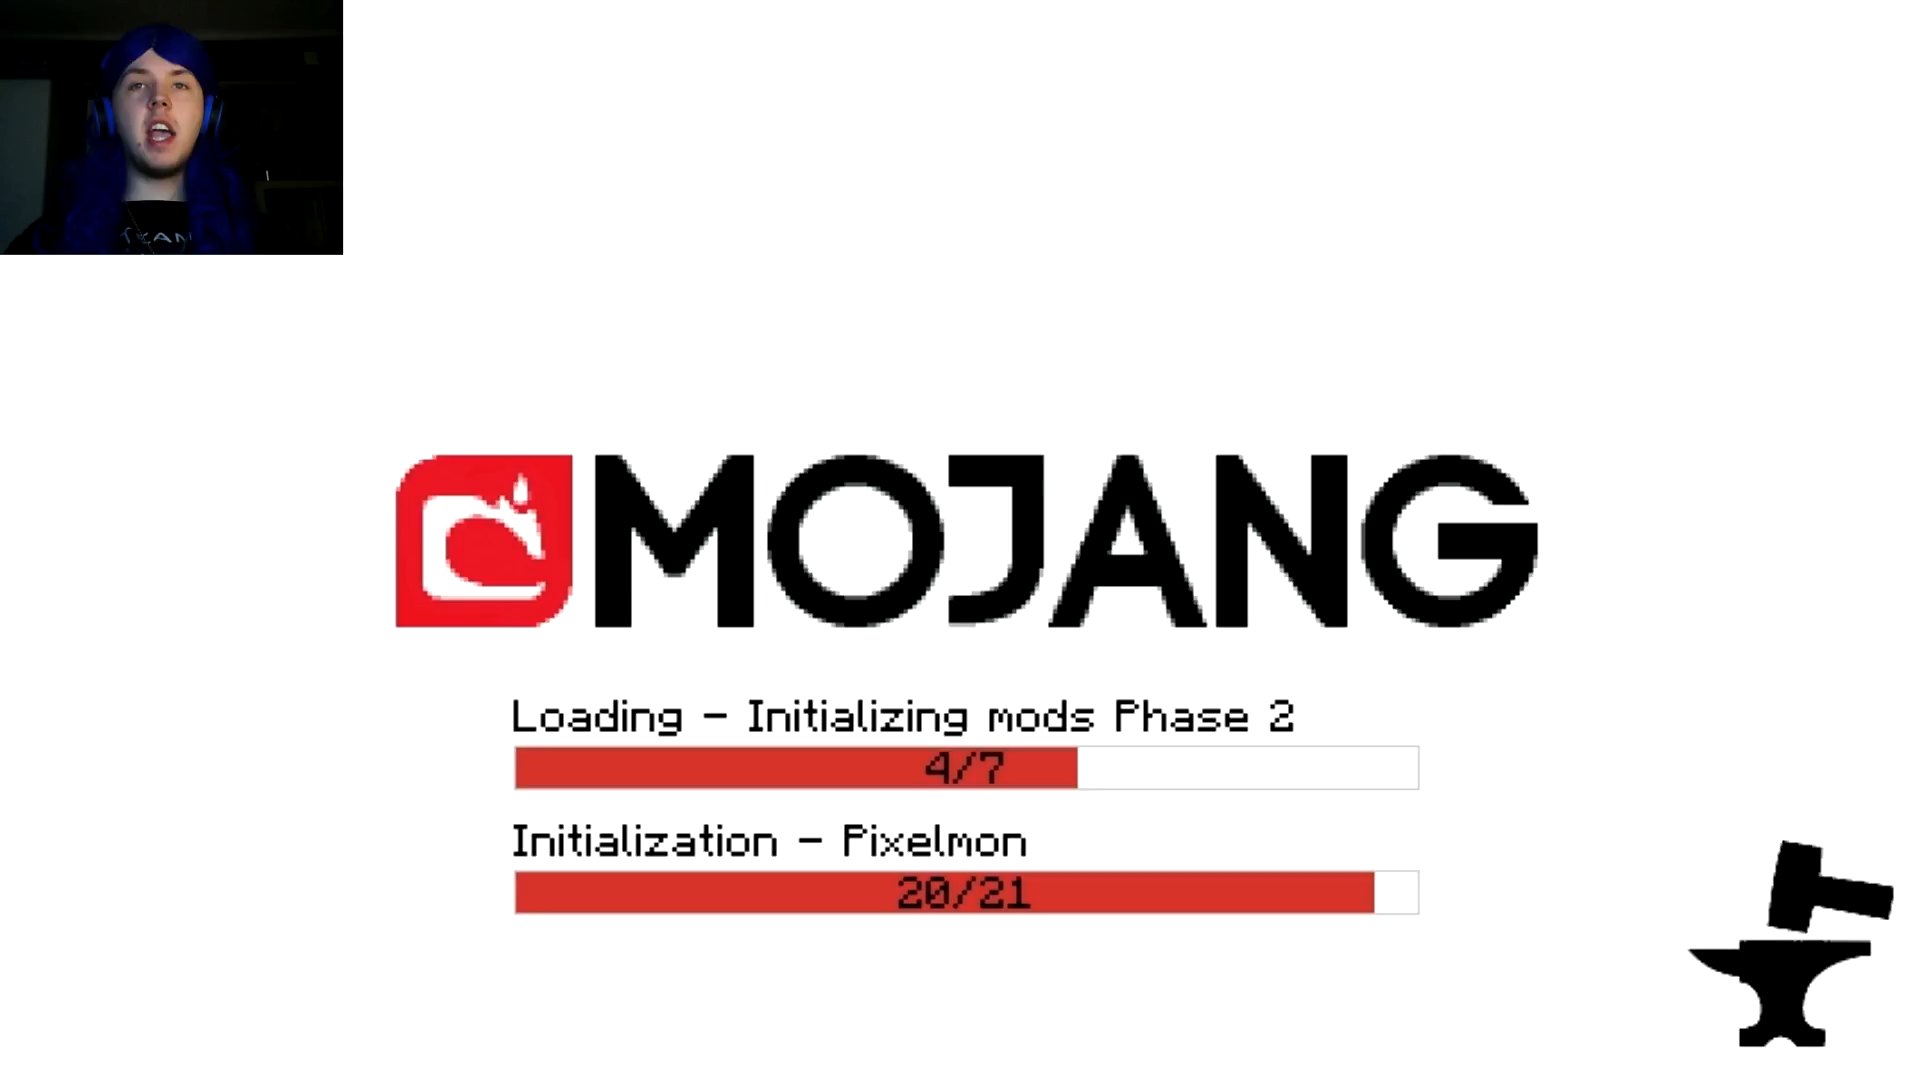 MOJANG
Loading - Initializing mods Phase 2
4/7
Initialization - Pixelmon
20/21